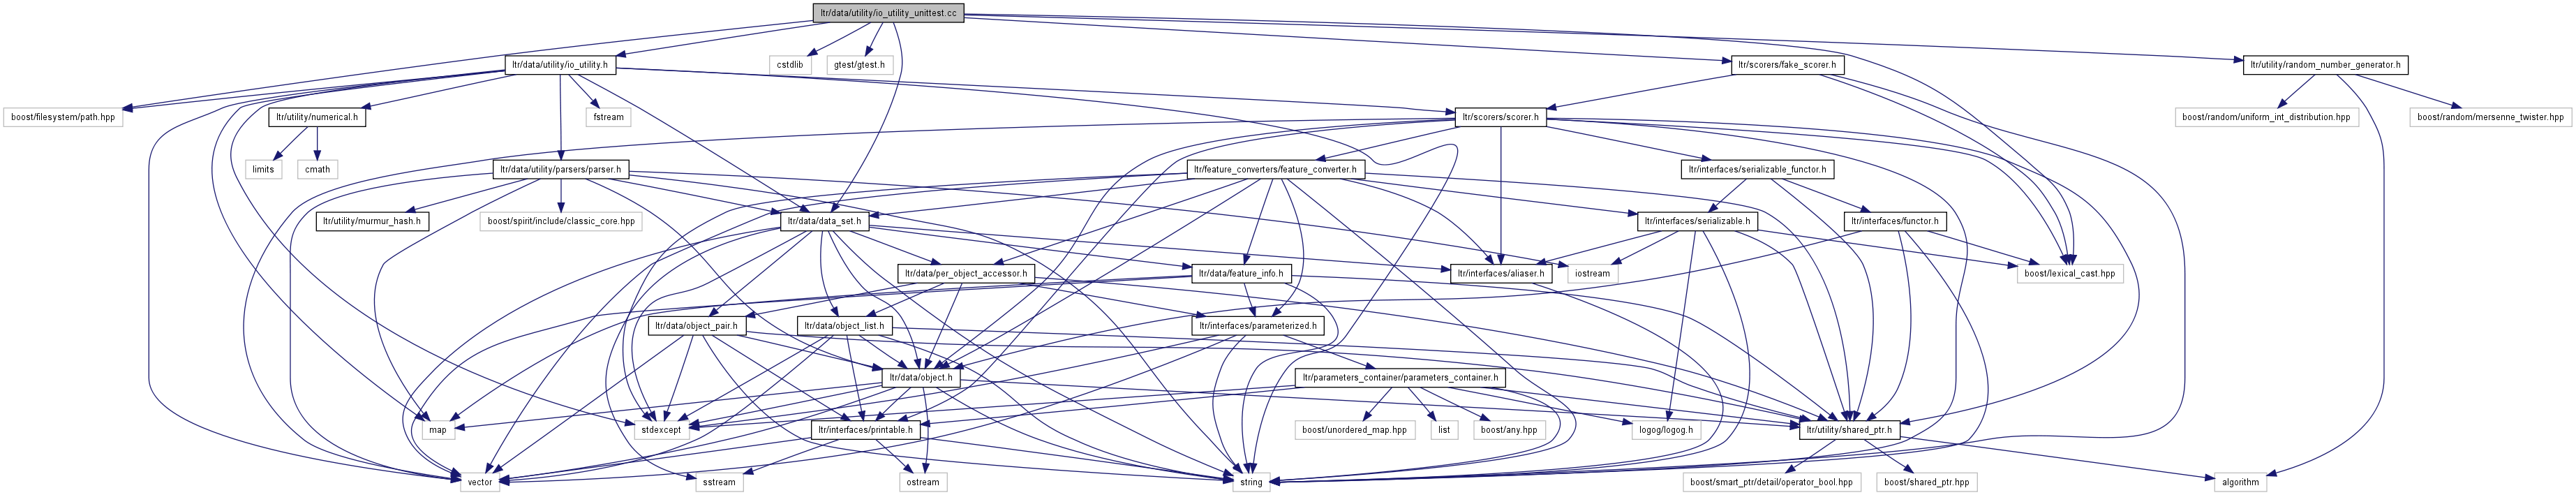 ltr/data/utility/io_utility_unittest.cc
ltr/data/utility/io_utility.h
cstdlib
gtest/gtest.h
ltr/scorers/fake_scorer.h
ltr/utility/random_number_generator.h
boost/filesystem/path.hpp
ltr/utility/numerical.h
fstream
ltr/scorers/scorer.h
boost/random/uniform_int_distribution.hpp
boost/random/mersenne_twister.hpp
limits
cmath
ltr/data/utility/parsers/parser.h
ltr/feature_converters/feature_converter.h
ltr/interfaces/serializable_functor.h
ltr/utility/murmur_hash.h
boost/spirit/include/classic_core.hpp
ltr/data/data_set.h
ltr/interfaces/serializable.h
ltr/interfaces/functor.h
ltr/data/per_object_accessor.h
ltr/data/feature_info.h
ltr/interfaces/aliaser.h
iostream
boost/lexical_cast.hpp
ltr/data/object_pair.h
ltr/data/object_list.h
ltr/interfaces/parameterized.h
ltr/data/object.h
ltr/parameters_container/parameters_container.h
map
stdexcept
ltr/interfaces/printable.h
boost/unordered_map.hpp
list
boost/any.hpp
logog/logog.h
ltr/utility/shared_ptr.h
vector
sstream
ostream
string
boost/smart_ptr/detail/operator_bool.hpp
boost/shared_ptr.hpp
algorithm